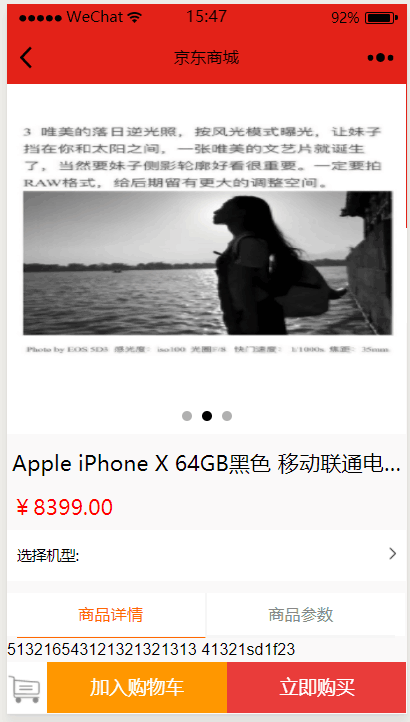 WeChat 15:47 92%
京东商城
3 唯美的落日逆光照，按风光模式曝光，让妹子
挡在你和太阳之间，一张唯美的文艺片就诞生
了，当然要妹子侧影轮廓好看很重要。一定要拍
RAW格式，给后期留有更大的调整空间。
Photo by EOS 5D3 感光度：iso100 光圈：8 快门速度：1/1000s 焦距：35mm
Apple iPhone X 64GB黑色 移动联通电...
￥8399.00
选择机型:
商品详情 商品参数
513216543121321321313 41321sd1f23
加入购物车 立即购买